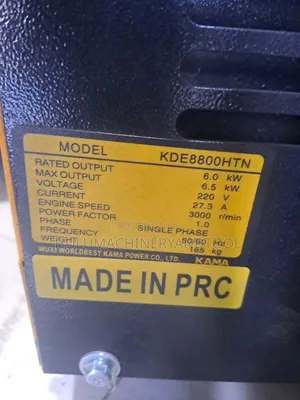 MODEL KDE8800HTN
RATED OUTPUT 6.0 kW
MAX OUTPUT 6.5 kW
VOLTAGE 220 V
CURRENT 27.3 A
ENGINE SPEED 3000 r/min
POWER FACTOR 1.0
PHASE SINGLE PHASE
FREQUENCY 50/60 Hz
WEIGHT 165 kg
WUXI WORLDBEST KAMA POWER CO., LTD. KAMA
MADE IN PRC